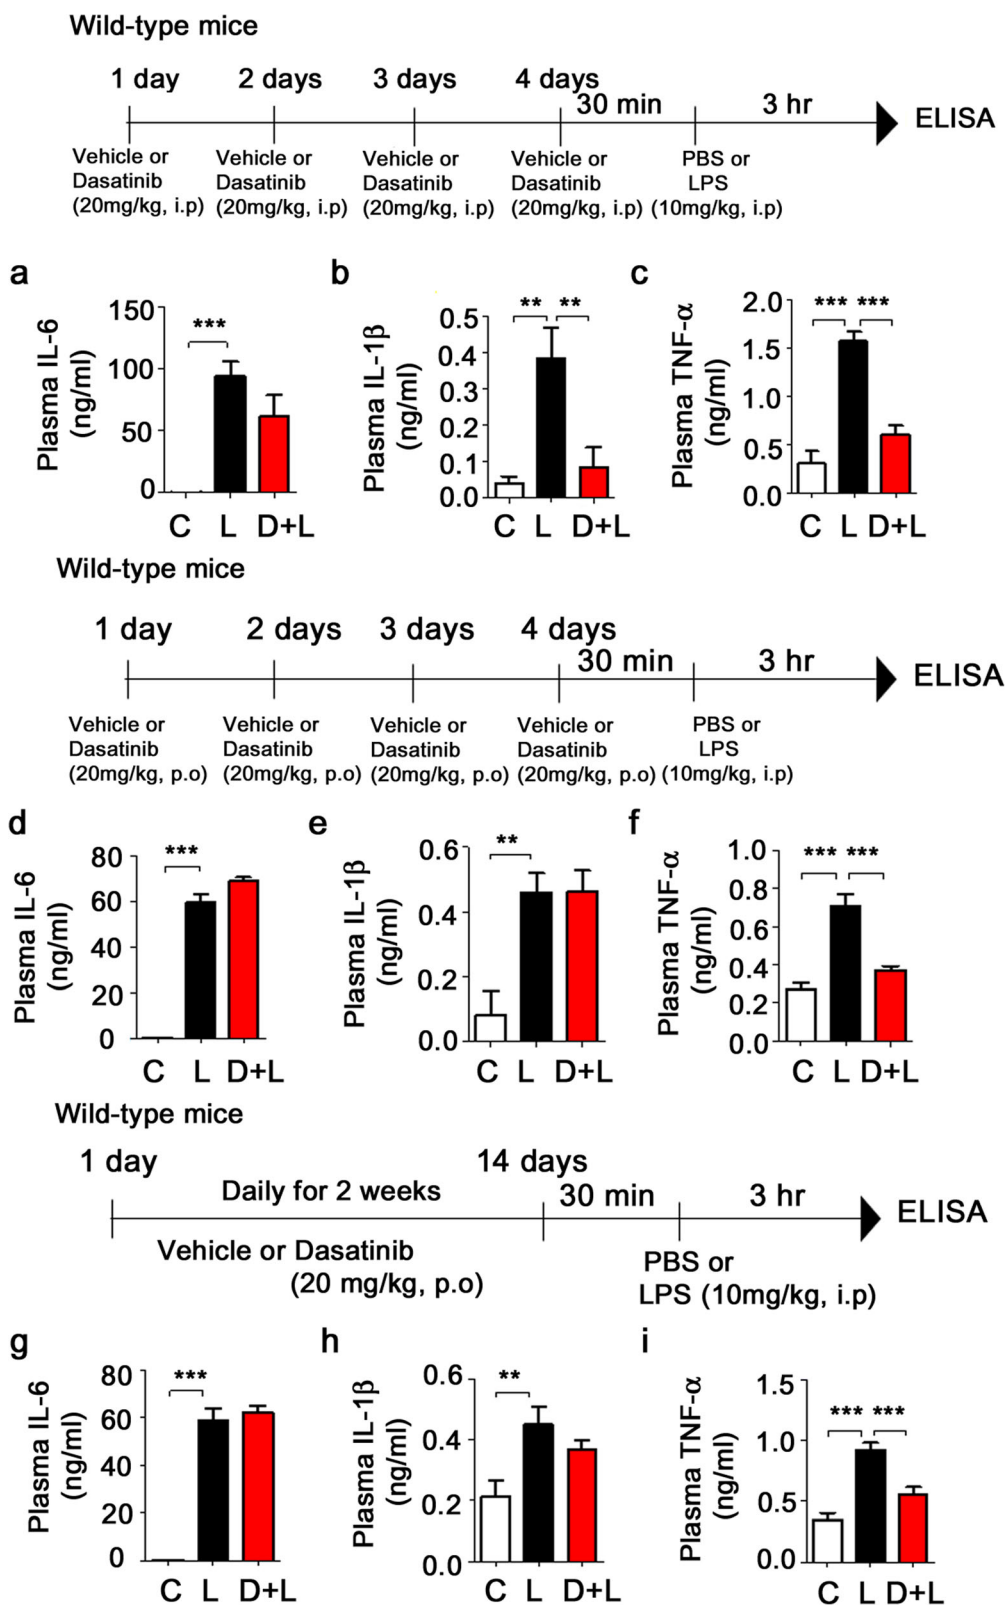 Wild-type mice
1 day 2 days 3 days 4 days
30 min 3 hr
ELISA
Vehicle or Vehicle or Vehicle or Vehicle or PBS or
Dasatinib Dasatinib Dasatinib Dasatinib LPS
(20mg/kg, i.p) (20mg/kg, i.p) (20mg/kg, i.p) (20mg/kg, i.p) (10mg/kg, i.p)
a
Plasma IL-6
(ng/ml)
150
100
50
0
***
C L D+L
b
Plasma IL-1β
(ng/ml)
0.5
0.4
0.3
0.2
0.1
0.0
** **
C L D+L
c
Plasma TNF-α
(ng/ml)
2.0
1.5
1.0
0.5
0.0
*** ***
C L D+L
Wild-type mice
1 day 2 days 3 days 4 days
30 min 3 hr
ELISA
Vehicle or Vehicle or Vehicle or Vehicle or PBS or
Dasatinib Dasatinib Dasatinib Dasatinib LPS
(20mg/kg, p.o) (20mg/kg, p.o) (20mg/kg, p.o) (20mg/kg, p.o) (10mg/kg, i.p)
d
Plasma IL-6
(ng/ml)
80
60
40
20
0
***
C L D+L
e
Plasma IL-1β
(ng/ml)
0.6
0.4
0.2
0.0
**
C L D+L
f
Plasma TNF-α
(ng/ml)
1.0
0.8
0.6
0.4
0.2
0.0
*** ***
C L D+L
Wild-type mice
1 day 14 days
Daily for 2 weeks 30 min 3 hr
ELISA
Vehicle or Dasatinib PBS or
(20 mg/kg, p.o) LPS (10mg/kg, i.p)
g
Plasma IL-6
(ng/ml)
80
60
40
20
0
***
C L D+L
h
Plasma IL-1β
(ng/ml)
0.6
0.4
0.2
0.0
**
C L D+L
i
Plasma TNF-α
(ng/ml)
1.5
1.0
0.5
0.0
*** ***
C L D+L